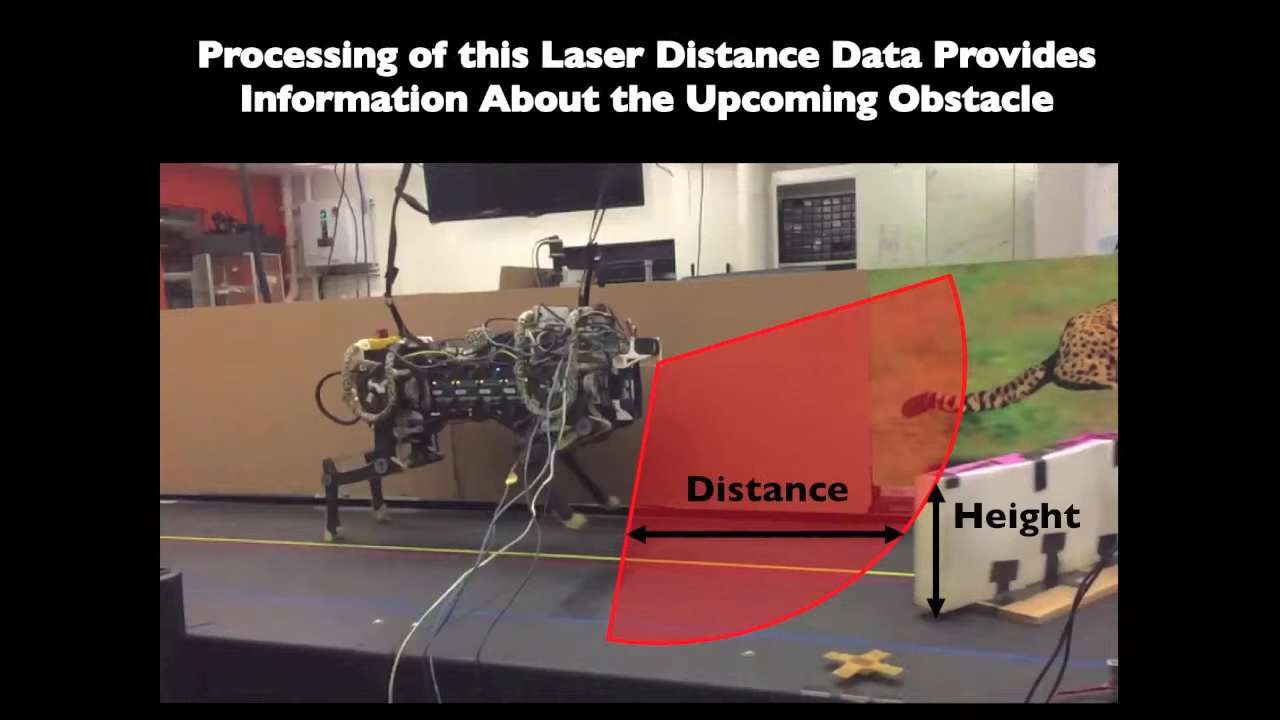 Processing of this Laser Distance Data Provides
Information About the Upcoming Obstacle
Distance
Height